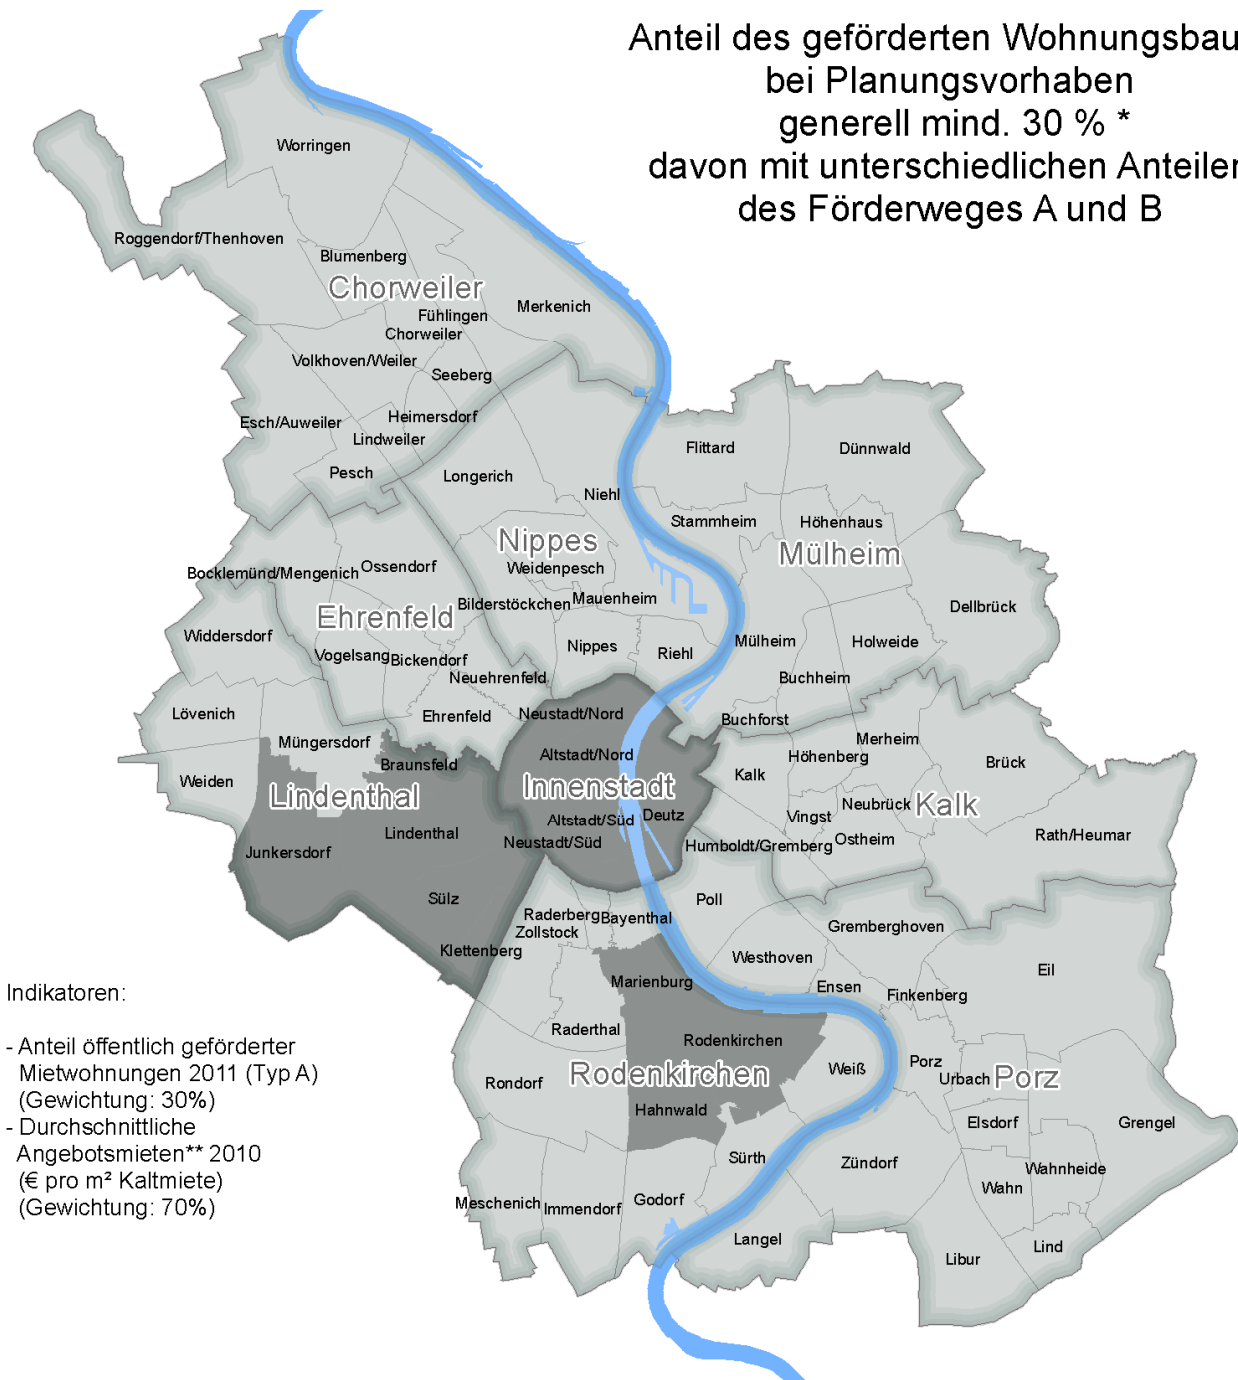 Anteil des geförderten Wohnungsbau
bei Planungsvorhaben
generell mind. 30 % *
davon mit unterschiedlichen Anteilen
des Förderweges A und B
Worringen
Roggendorf/Thenhoven
Blumenberg
Chorweiler
Merkenich
Fühlingen
Chorweiler
Volkhoven/Weiler
Seeberg
Heimersdorf
Esch/Auweiler
Lindweiler
Pesch
Longerich
Niehl
Flittard
Dünnwald
Stammheim
Höhenhaus
Nippes
Mülheim
Weidenpesch
Ossendorf
Bocklemünd/Mengenich
Bilderstöckchen
Mauenheim
Dellbrück
Ehrenfeld
Widdersdorf
Nippes
Riehl
Mülheim
Holweide
Vogelsang
Bickendorf
Neuehrenfeld
Buchheim
Lövenich
Ehrenfeld
Neustadt/Nord
Buchforst
Müngersdorf
Merheim
Altstadt/Nord
Höhenberg
Braunsfeld
Brück
Weiden
Kalk
Lindenthal
Innenstadt
Neubrück
Kalk
Altstadt/Süd
Deutz
Vingst
Lindenthal
Neustadt/Süd
Ostheim
Rath/Heumar
Humboldt/Gremberg
Junkersdorf
Sülz
Poll
Raderberg
Bayenthal
Zollstock
Gremberghoven
Klettenberg
Westhoven
Eil
Marienburg
Ensen
Finkenberg
Raderthal
Rodenkirchen
Rodenkirchen
Weiß
Porz
Urbach
Porz
Rondorf
Hahnwald
Elsdorf
Grengel
Sürth
Zündorf
Wahnheide
Wahn
Meschenich
Immendorf
Godorf
Langel
Lind
Libur
Indikatoren:
- Anteil öffentlich geförderter
Mietwohnungen 2011 (Typ A)
(Gewichtung: 30%)
- Durchschnittliche
Angebotsmieten** 2010
(€ pro m² Kaltmiete)
(Gewichtung: 70%)